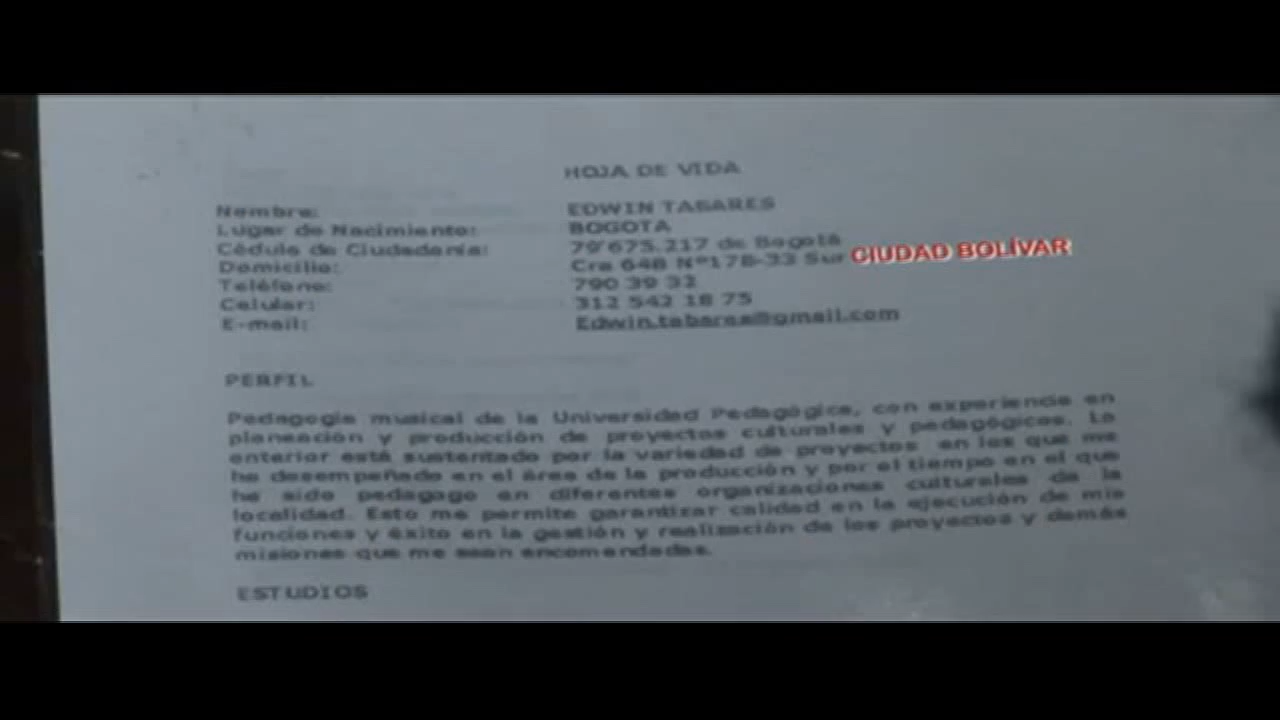 HOJA DE VIDA
Nombre: EDWIN TABARES
Lugar de Nacimiento: BOGOTA
Cédula de Ciudadanía: 79'675.217 de Bogotá
Domicilio: Cra 64B Nº17B-33 Sur CIUDAD BOLÍVAR
Teléfono: 790 39 32
Celular: 312 542 18 75
E-mail: Edwin.tabares@gmail.com
PERFIL
Pedagogía musical de la Universidad Pedagógica, con experiencia en
planeación y producción de proyectos culturales y pedagógicos. Lo
anterior está sustentado por la variedad de proyectos en los que me
he desempeñado en el área de la producción y por el tiempo en el que
he sido pedagogo en diferentes organizaciones culturales de la
localidad. Esto me permite garantizar calidad en la ejecución de mis
funciones y éxito en la gestión y realización de los proyectos y demás
misiones que me sean encomendadas.
ESTUDIOS